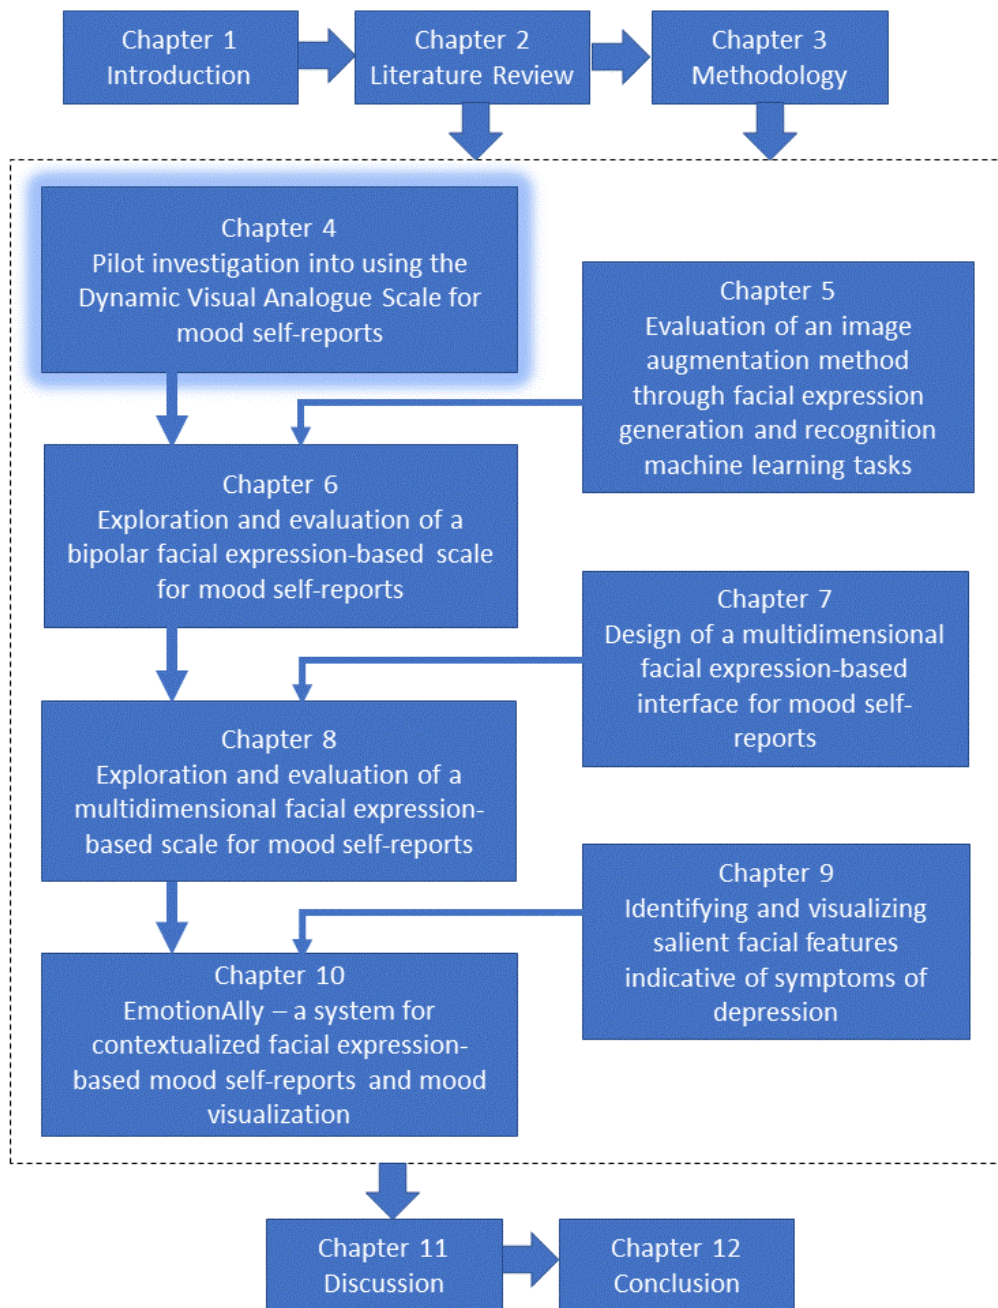 Chapter 1
Introduction
Chapter 2
Literature Review
Chapter 3
Methodology
Chapter 4
Pilot investigation into using the
Dynamic Visual Analogue Scale for
mood self-reports
Chapter 5
Evaluation of an image
augmentation method
through facial expression
generation and recognition
machine learning tasks
Chapter 6
Exploration and evaluation of a
bipolar facial expression-based scale
for mood self-reports
Chapter 7
Design of a multidimensional
facial expression-based
interface for mood self-
reports
Chapter 8
Exploration and evaluation of a
multidimensional facial expression-
based scale for mood self-reports
Chapter 9
Identifying and visualizing
salient facial features
indicative of symptoms of
depression
Chapter 10
EmotionAlly – a system for
contextualized facial expression-
based mood self-reports and mood
visualization
Chapter 11
Discussion
Chapter 12
Conclusion